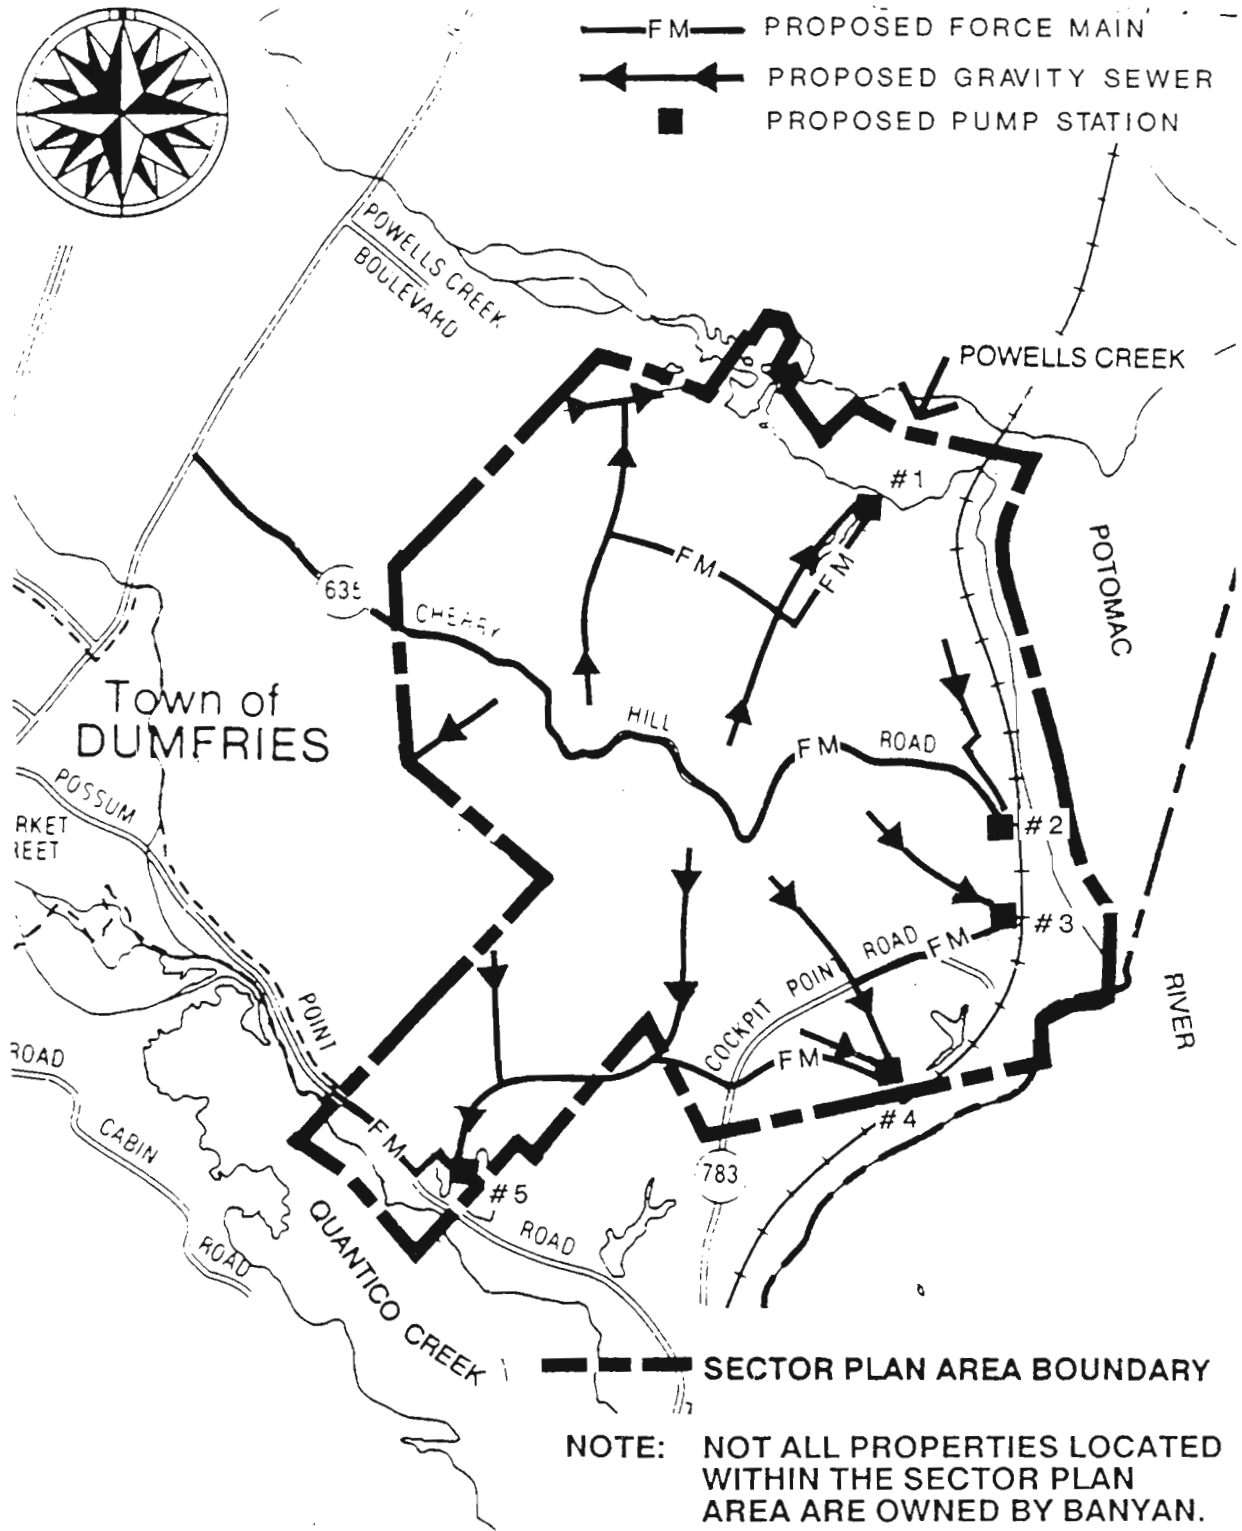 FM PROPOSED FORCE MAIN
PROPOSED GRAVITY SEWER
PROPOSED PUMP STATION
POWELLS CREEK
BOULEVARD
POWELLS CREEK
#1
FM
FM
POTOMAC
635
CHERRY
Town of
DUMFRIES
HILL
FM
ROAD
POSSUM
RKET
REET
#2
#3
FM
ROAD
POINT
COCKPIT
RIVER
POINT
ROAD
FM
CABIN
FM
#4
783
#5
ROAD
ROAD
QUANTICO CREEK
SECTOR PLAN AREA BOUNDARY
NOTE: NOT ALL PROPERTIES LOCATED
WITHIN THE SECTOR PLAN
AREA ARE OWNED BY BANYAN.